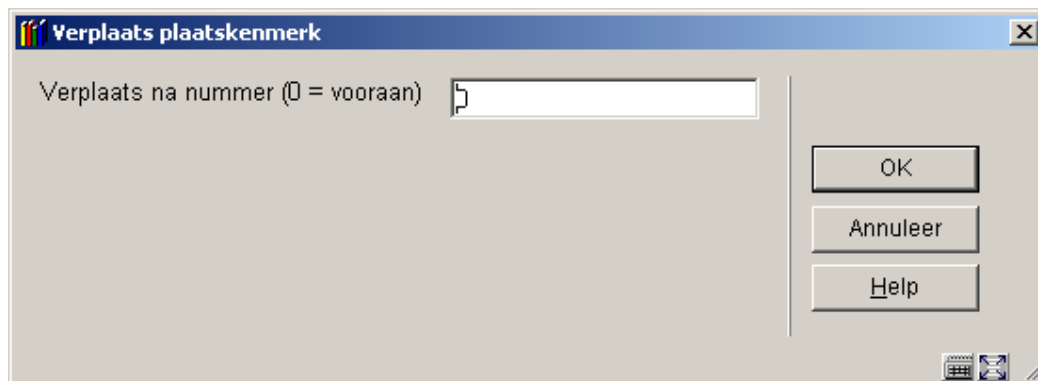 Verplaats plaatskenmerk
Verplaats na nummer (0 = vooraan)
OK
Annuleer
Help